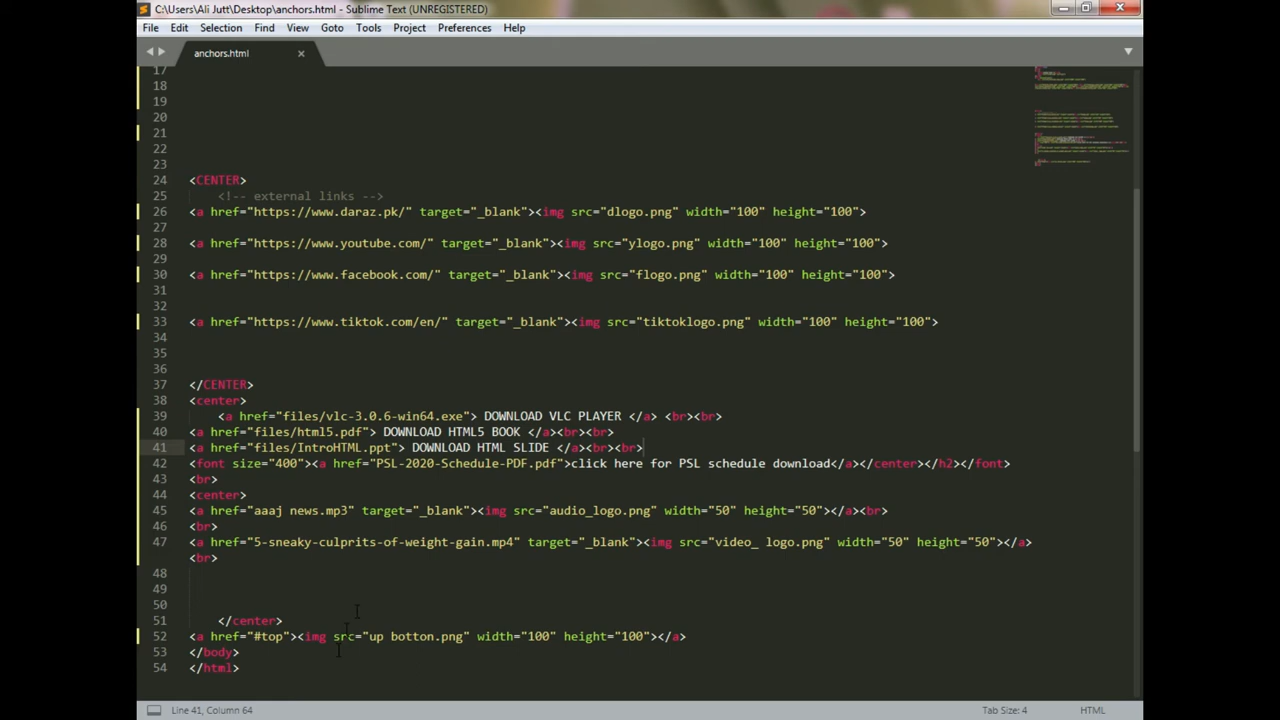 C:\Users\Ali Jutt\Desktop\anchors.html - Sublime Text (UNREGISTERED)
File Edit Selection Find View Goto Tools Project Preferences Help
anchors.html
17
18
19
20
21
22
23
24 <CENTER>
25 <!-- external links -->
26 <a href="https://www.daraz.pk/" target="_blank"><img src="dlogo.png" width="100" height="100">
27
28 <a href="https://www.youtube.com/" target="_blank"><img src="ylogo.png" width="100" height="100">
29
30 <a href="https://www.facebook.com/" target="_blank"><img src="flogo.png" width="100" height="100">
31
32
33 <a href="https://www.tiktok.com/en/" target="_blank"><img src="tiktoklogo.png" width="100" height="100">
34
35
36
37 </CENTER>
38 <center>
39 <a href="files/vlc-3.0.6-win64.exe"> DOWNLOAD VLC PLAYER </a> <br><br>
40 <a href="files/html5.pdf"> DOWNLOAD HTML5 BOOK </a><br><br>
41 <a href="files/IntroHTML.ppt"> DOWNLOAD HTML SLIDE </a><br><br>
42 <font size="400"><a href="PSL-2020-Schedule-PDF.pdf">click here for PSL schedule download</a></center></h2></font>
43 <br>
44 <center>
45 <a href="aaaj news.mp3" target="_blank"><img src="audio_logo.png" width="50" height="50"></a><br>
46 <br>
47 <a href="5-sneaky-culprits-of-weight-gain.mp4" target="_blank"><img src="video_ logo.png" width="50" height="50"></a>
<br>
48
49
50
51 </center>
52 <a href="#top"><img src="up botton.png" width="100" height="100"></a>
53 </body>
54 </html>
Line 41, Column 64 Tab Size: 4 HTML